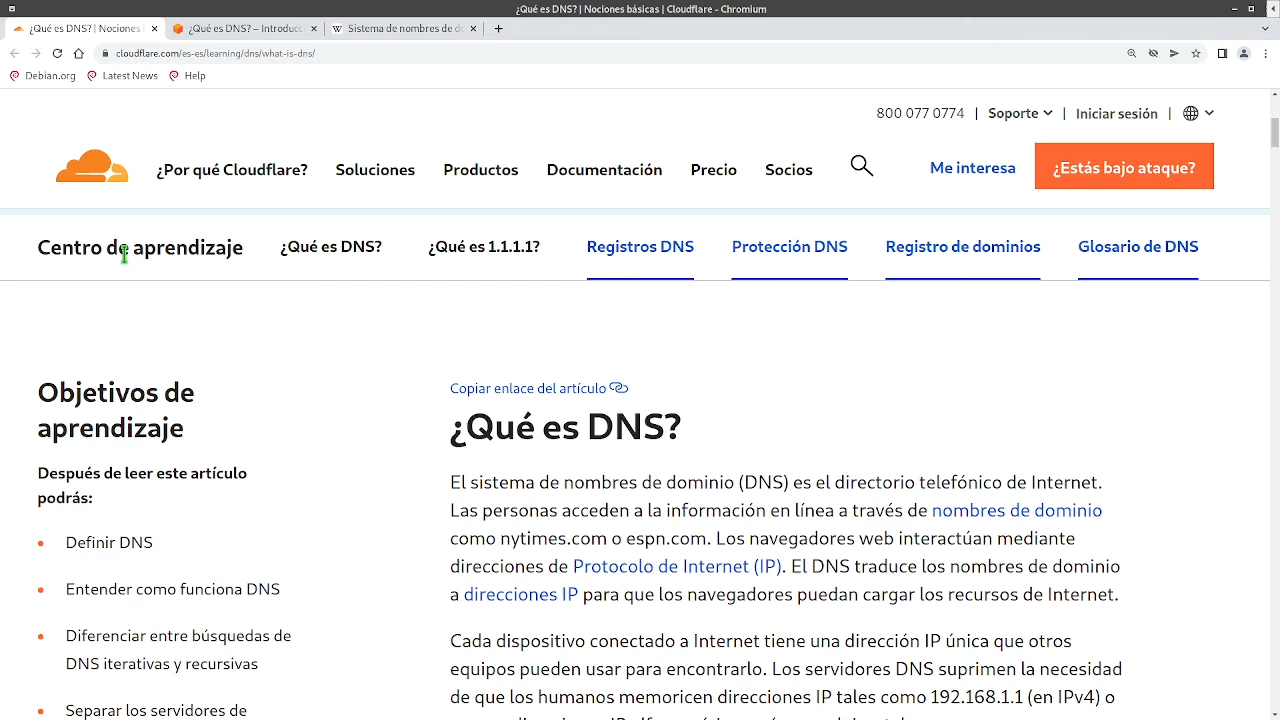 ¿Qué es DNS? | Nociones básicas | Cloudflare - Chromium
¿Qué es DNS? | Nociones
¿Qué es DNS? – Introducc
Sistema de nombres de d
cloudflare.com/es-es/learning/dns/what-is-dns/
Debian.org Latest News Help
800 077 0774 | Soporte | Iniciar sesión |
¿Por qué Cloudflare? Soluciones Productos Documentación Precio Socios Me interesa ¿Estás bajo ataque?
Centro de aprendizaje ¿Qué es DNS? ¿Qué es 1.1.1.1? Registros DNS Protección DNS Registro de dominios Glosario de DNS
Objetivos de
aprendizaje
Después de leer este artículo
podrás:
Definir DNS
Entender como funciona DNS
Diferenciar entre búsquedas de
DNS iterativas y recursivas
Separar los servidores de
Copiar enlace del artículo
¿Qué es DNS?
El sistema de nombres de dominio (DNS) es el directorio telefónico de Internet.
Las personas acceden a la información en línea a través de nombres de dominio
como nytimes.com o espn.com. Los navegadores web interactúan mediante
direcciones de Protocolo de Internet (IP). El DNS traduce los nombres de dominio
a direcciones IP para que los navegadores puedan cargar los recursos de Internet.
Cada dispositivo conectado a Internet tiene una dirección IP única que otros
equipos pueden usar para encontrarlo. Los servidores DNS suprimen la necesidad
de que los humanos memoricen direcciones IP tales como 192.168.1.1 (en IPv4) o